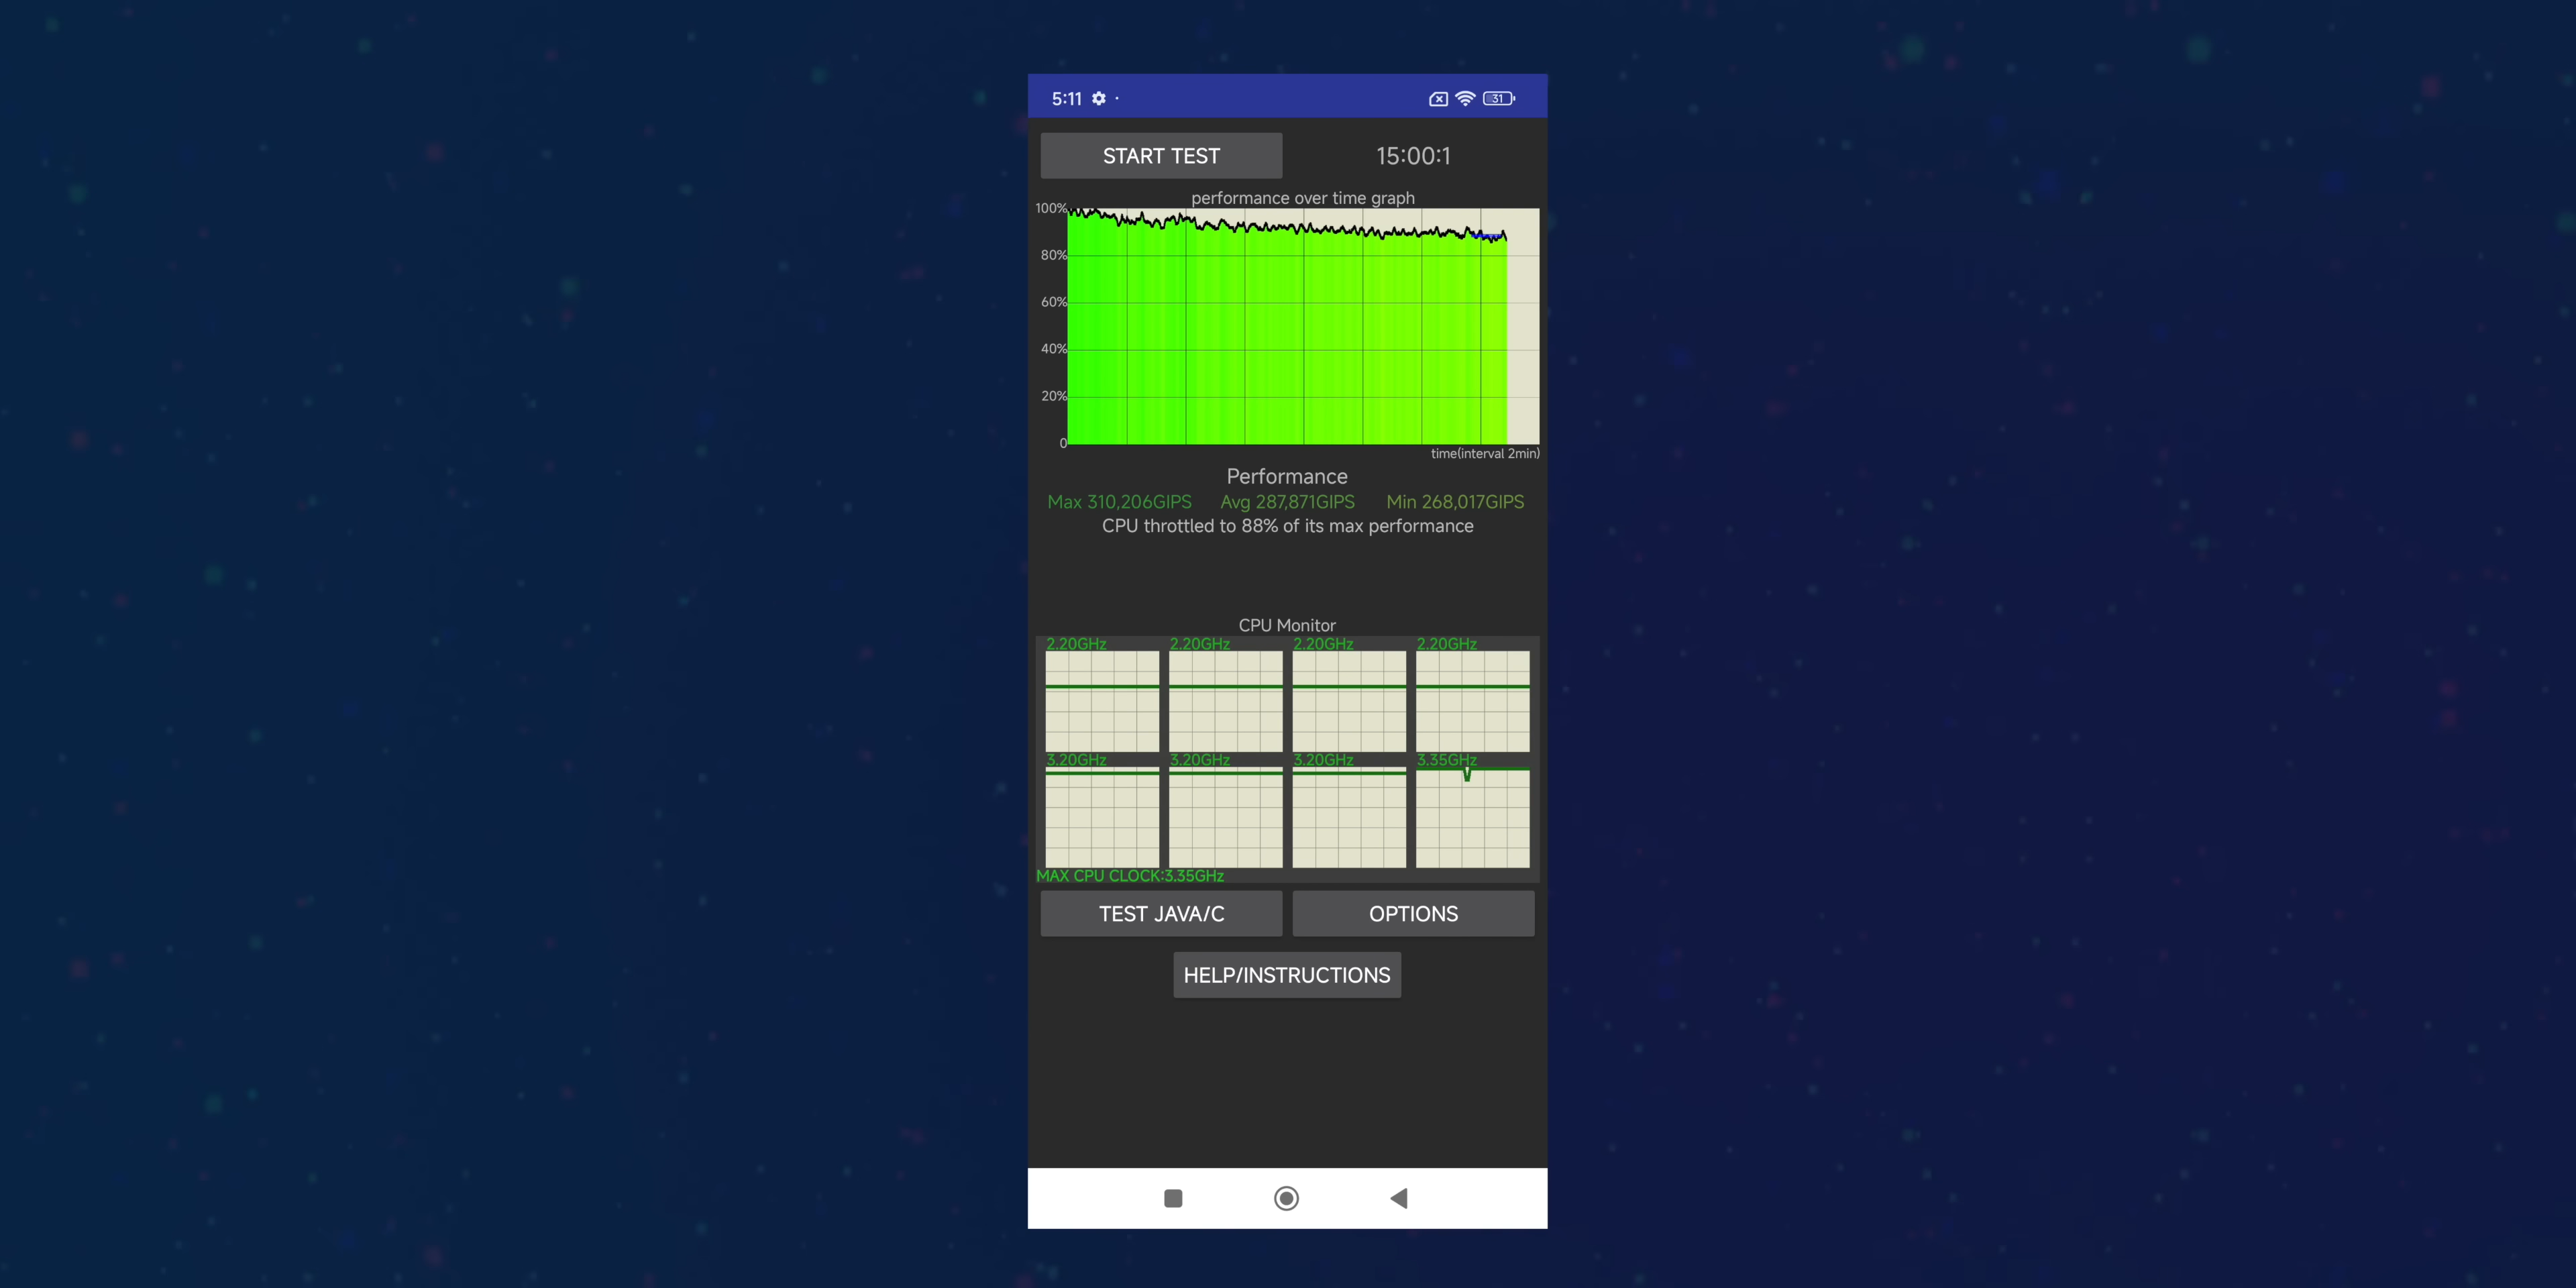 5:11
31
START TEST 15:00:1
performance over time graph
100%
80%
60%
40%
20%
0
time(interval 2min)
Performance
Max 310,206GIPS Avg 287,871GIPS Min 268,017GIPS
CPU throttled to 88% of its max performance
CPU Monitor
2.20GHz 2.20GHz 2.20GHz 2.20GHz
3.20GHz 3.20GHz 3.20GHz 3.35GHz
MAX CPU CLOCK:3.35GHz
TEST JAVA/C OPTIONS
HELP/INSTRUCTIONS